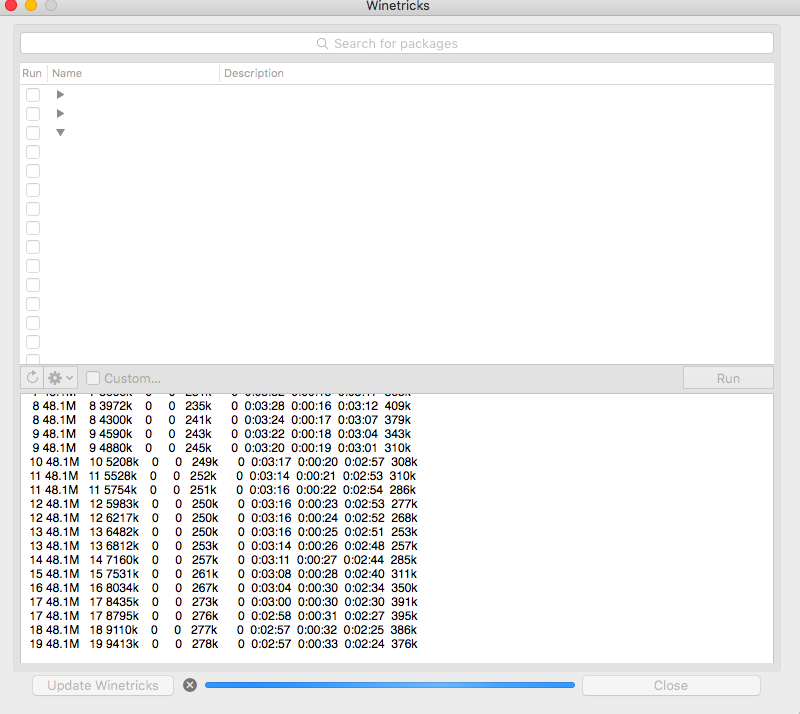 Winetricks
Search for packages
Run Name Description
Custom... Run
8 48.1M 8 3972k 0 0 235k 0 0:03:28 0:00:16 0:03:12 409k
8 48.1M 8 4300k 0 0 241k 0 0:03:24 0:00:17 0:03:07 379k
9 48.1M 9 4590k 0 0 243k 0 0:03:22 0:00:18 0:03:04 343k
9 48.1M 9 4880k 0 0 245k 0 0:03:20 0:00:19 0:03:01 310k
10 48.1M 10 5208k 0 0 249k 0 0:03:17 0:00:20 0:02:57 308k
11 48.1M 11 5528k 0 0 252k 0 0:03:14 0:00:21 0:02:53 310k
11 48.1M 11 5754k 0 0 251k 0 0:03:16 0:00:22 0:02:54 286k
12 48.1M 12 5983k 0 0 250k 0 0:03:16 0:00:23 0:02:53 277k
12 48.1M 12 6217k 0 0 250k 0 0:03:16 0:00:24 0:02:52 268k
13 48.1M 13 6482k 0 0 250k 0 0:03:16 0:00:25 0:02:51 253k
13 48.1M 13 6812k 0 0 253k 0 0:03:14 0:00:26 0:02:48 257k
14 48.1M 14 7160k 0 0 257k 0 0:03:11 0:00:27 0:02:44 285k
15 48.1M 15 7531k 0 0 261k 0 0:03:08 0:00:28 0:02:40 311k
16 48.1M 16 8034k 0 0 267k 0 0:03:04 0:00:30 0:02:34 350k
17 48.1M 17 8435k 0 0 273k 0 0:03:00 0:00:30 0:02:30 391k
17 48.1M 17 8795k 0 0 276k 0 0:02:58 0:00:31 0:02:27 395k
18 48.1M 18 9110k 0 0 277k 0 0:02:57 0:00:32 0:02:25 386k
19 48.1M 19 9413k 0 0 278k 0 0:02:57 0:00:33 0:02:24 376k
Update Winetricks Close